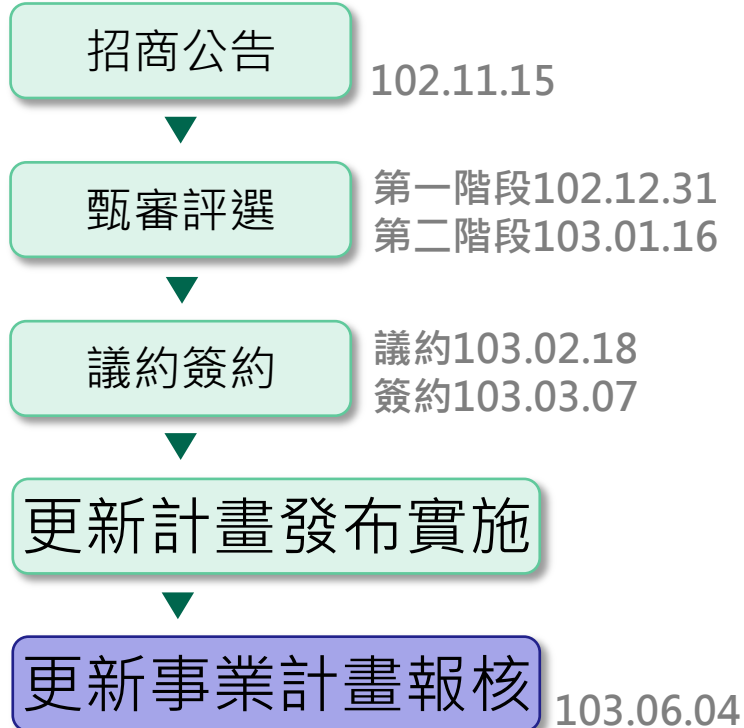 招商公告
102.11.15
甄審評選
第一階段102.12.31
第二階段103.01.16
議約簽約
議約103.02.18
簽約103.03.07
更新計畫發布實施
更新事業計畫報核
103.06.04